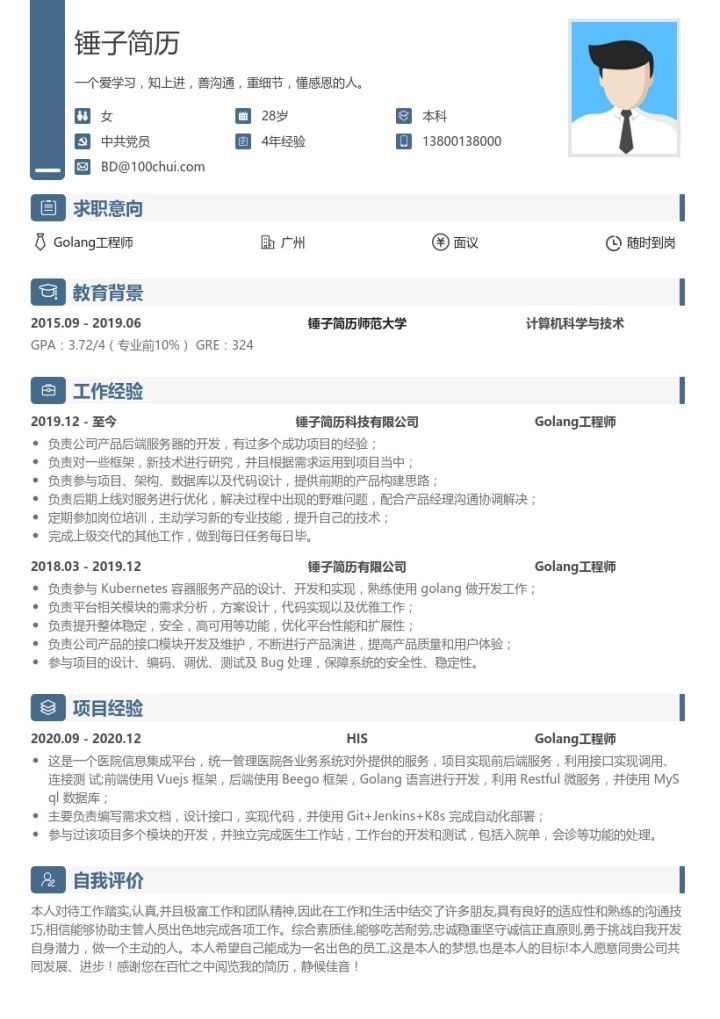 锤子简历
一个爱学习，知上进，善沟通，重细节，懂感恩的人。
女 28岁 本科
中共党员 4年经验 13800138000
BD@100chui.com
求职意向
Golang工程师 广州 面议 随时到岗
教育背景
2015.09 - 2019.06 锤子简历师范大学 计算机科学与技术
GPA：3.72/4（专业前10%） GRE：324
工作经验
2019.12 - 至今 锤子简历科技有限公司 Golang工程师
负责公司产品后端服务器的开发，有过多个成功项目的经验；
负责对一些框架，新技术进行研究，并且根据需求运用到项目当中；
负责参与项目、架构、数据库以及代码设计，提供前期的产品构建思路；
负责后期上线对服务进行优化，解决过程中出现的野难问题，配合产品经理沟通协调解决；
定期参加岗位培训，主动学习新的专业技能，提升自己的技术；
完成上级交代的其他工作，做到每日任务每日毕。
2018.03 - 2019.12 锤子简历有限公司 Golang工程师
负责参与 Kubernetes 容器服务产品的设计、开发和实现，熟练使用 golang 做开发工作；
负责平台相关模块的需求分析，方案设计，代码实现以及优雅工作；
负责提升整体稳定，安全，高可用等功能，优化平台性能和扩展性；
负责公司产品的接口模块开发及维护，不断进行产品演进，提高产品质量和用户体验；
参与项目的设计、编码、调优、测试及 Bug 处理，保障系统的安全性、稳定性。
项目经验
2020.09 - 2020.12 HIS Golang工程师
这是一个医院信息集成平台，统一管理医院各业务系统对外提供的服务，项目实现前后端服务，利用接口实现调用、
连接测 试;前端使用 Vuejs 框架，后端使用 Beego 框架，Golang 语言进行开发，利用 Restful 微服务，并使用 MyS
ql 数据库；
主要负责编写需求文档，设计接口，实现代码，并使用 Git+Jenkins+K8s 完成自动化部署；
参与过该项目多个模块的开发，并独立完成医生工作站，工作台的开发和测试，包括入院单，会诊等功能的处理。
自我评价
本人对待工作踏实,认真,并且极富工作和团队精神,因此在工作和生活中结交了许多朋友,具有良好的适应性和熟练的沟通技
巧,相信能够协助主管人员出色地完成各项工作。综合素质佳,能够吃苦耐劳,忠诚稳重坚守诚信正直原则,勇于挑战自我开发
自身潜力，做一个主动的人。本人希望自己能成为一名出色的员工,这是本人的梦想,也是本人的目标!本人愿意同贵公司共
同发展、进步！感谢您在百忙之中阅览我的简历，静候佳音！